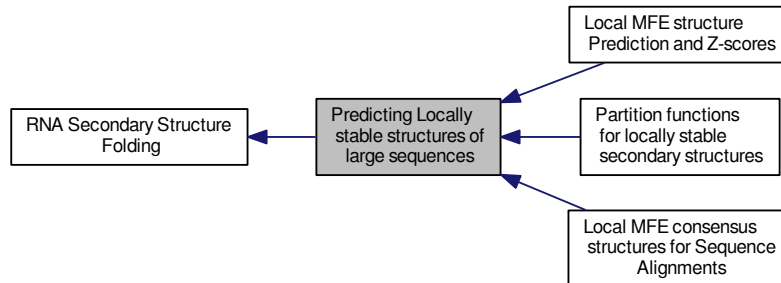 RNA Secondary Structure
Folding
Predicting Locally
stable structures of
large sequences
Local MFE structure
Prediction and Z-scores
Partition functions
for locally stable
secondary structures
Local MFE consensus
structures for Sequence
Alignments